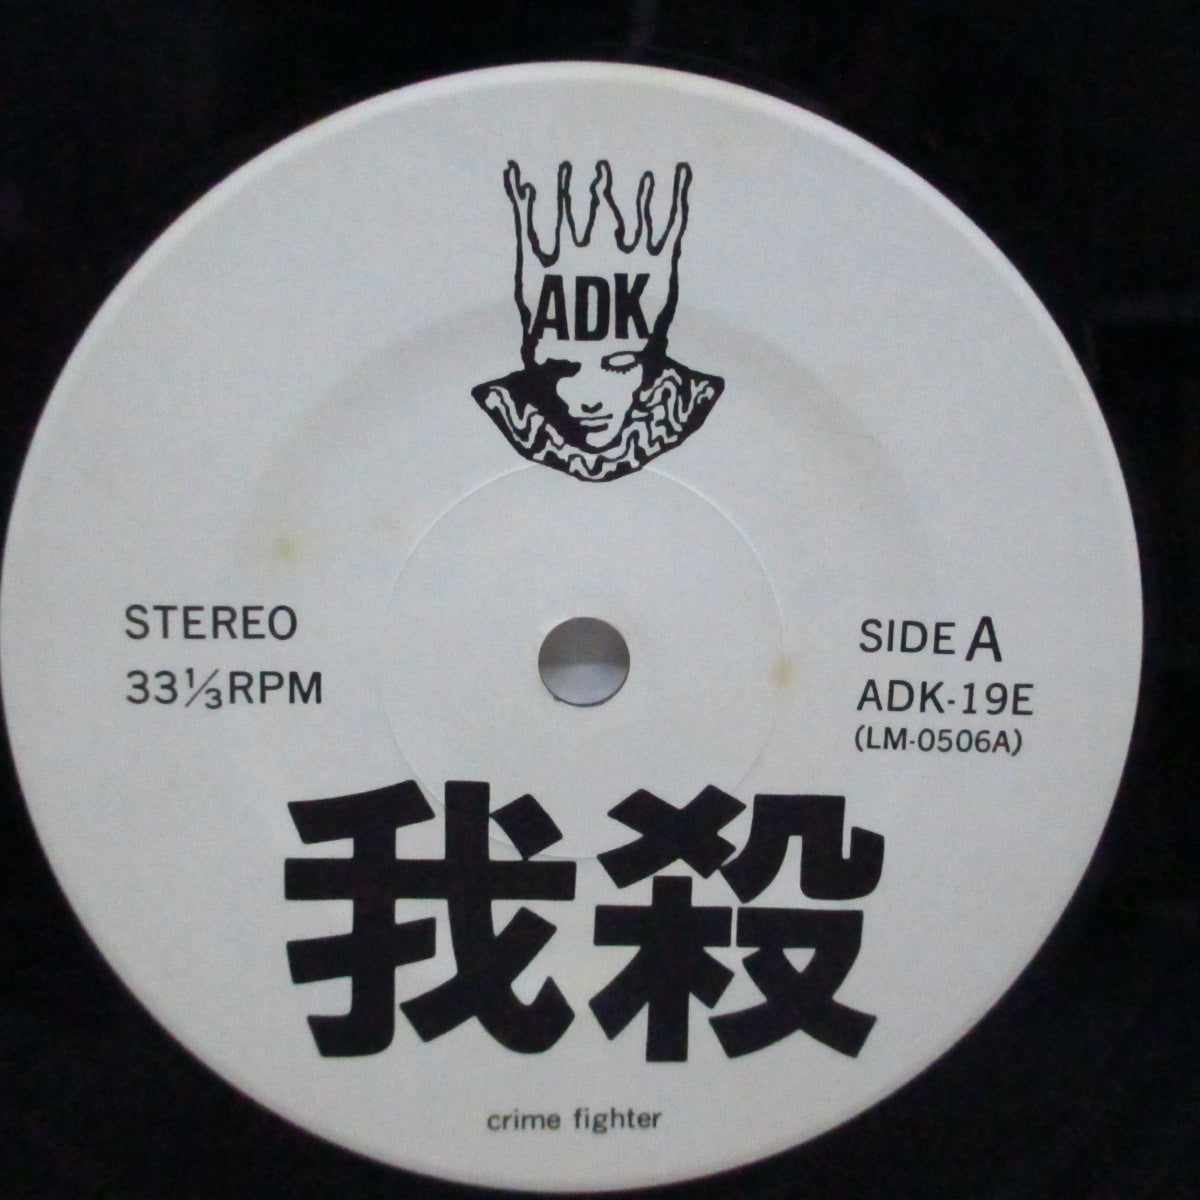 ADK
STEREO
33⅓RPM
SIDE A
ADK-19E
(LM-0506A)
我殺
crime fighter